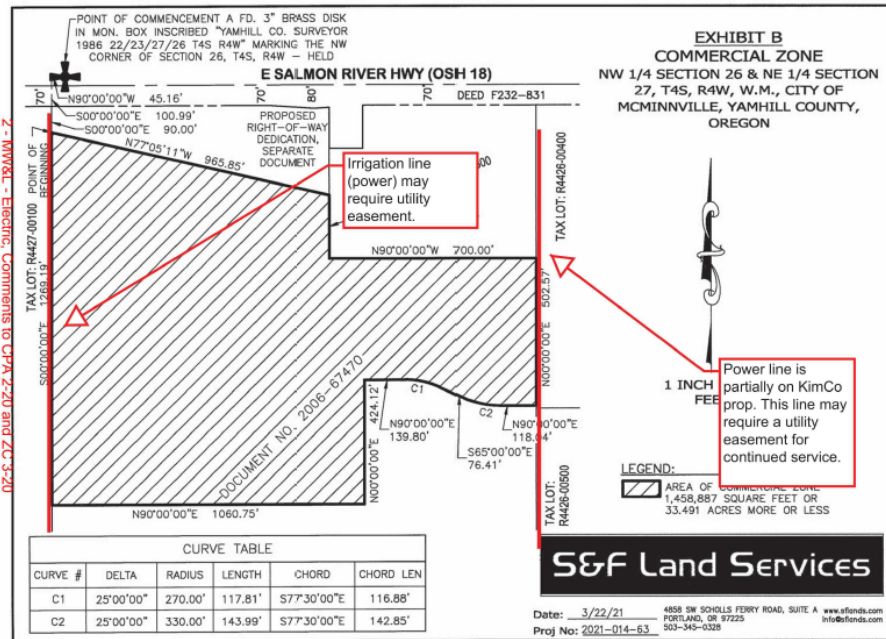 POINT OF COMMENCEMENT A FD. 3" BRASS DISK
IN MON. BOX INSCRIBED "YAMHILL CO. SURVEYOR
1986 22/23/27/26 T4S R4W" MARKING THE NW
CORNER OF SECTION 26, T4S, R4W – HELD
EXHIBIT B
COMMERCIAL ZONE
NW 1/4 SECTION 26 & NE 1/4 SECTION
27, T4S, R4W, W.M., CITY OF
MCMINNVILLE, YAMHILL COUNTY,
OREGON
E SALMON RIVER HWY (OSH 18)
70'
N90°00'00"W 45.16'
S00°00'00"E 100.99'
S00°00'00"E 90.00'
70'
80'
70'
DEED F232-831
PROPOSED
RIGHT-OF-WAY
DEDICATION,
SEPARATE
DOCUMENT
N77°05'11"W 965.85'
POINT OF
BEGINNING
TAX LOT: R4427-00100
S00°00'00"E 1269.19'
Irrigation line
(power) may
require utility
easement.
TAX LOT: R4426-00400
N90°00'00"W 700.00'
N00°00'00"E 502.57'
Power line is
partially on KimCo
prop. This line may
require a utility
easement for
continued service.
1 INCH
FEE
DOCUMENT NO. 2006-67470
C1
C2
N90°00'00"E
139.80'
S65°00'00"E
76.41'
N90°00'00"E
118.04'
N00°00'00"E 424.12'
N90°00'00"E 1060.75'
TAX LOT:
R4426-00500
LEGEND:
AREA OF COMMERCIAL ZONE
1,458,887 SQUARE FEET OR
33.491 ACRES MORE OR LESS
CURVE TABLE
CURVE # DELTA RADIUS LENGTH CHORD CHORD LEN
C1 25°00'00" 270.00' 117.81' S77°30'00"E 116.88'
C2 25°00'00" 330.00' 143.99' S77°30'00"E 142.85'
S&F Land Services
Date: 3/22/21
Proj No: 2021-014-63
4858 SW SCHOLLS FERRY ROAD, SUITE A
PORTLAND, OR 97225
503-345-0328
www.sflands.com
info@sflands.com
2 - MW&L - Electric, Comments to CPA 2-20 and ZC 3-20